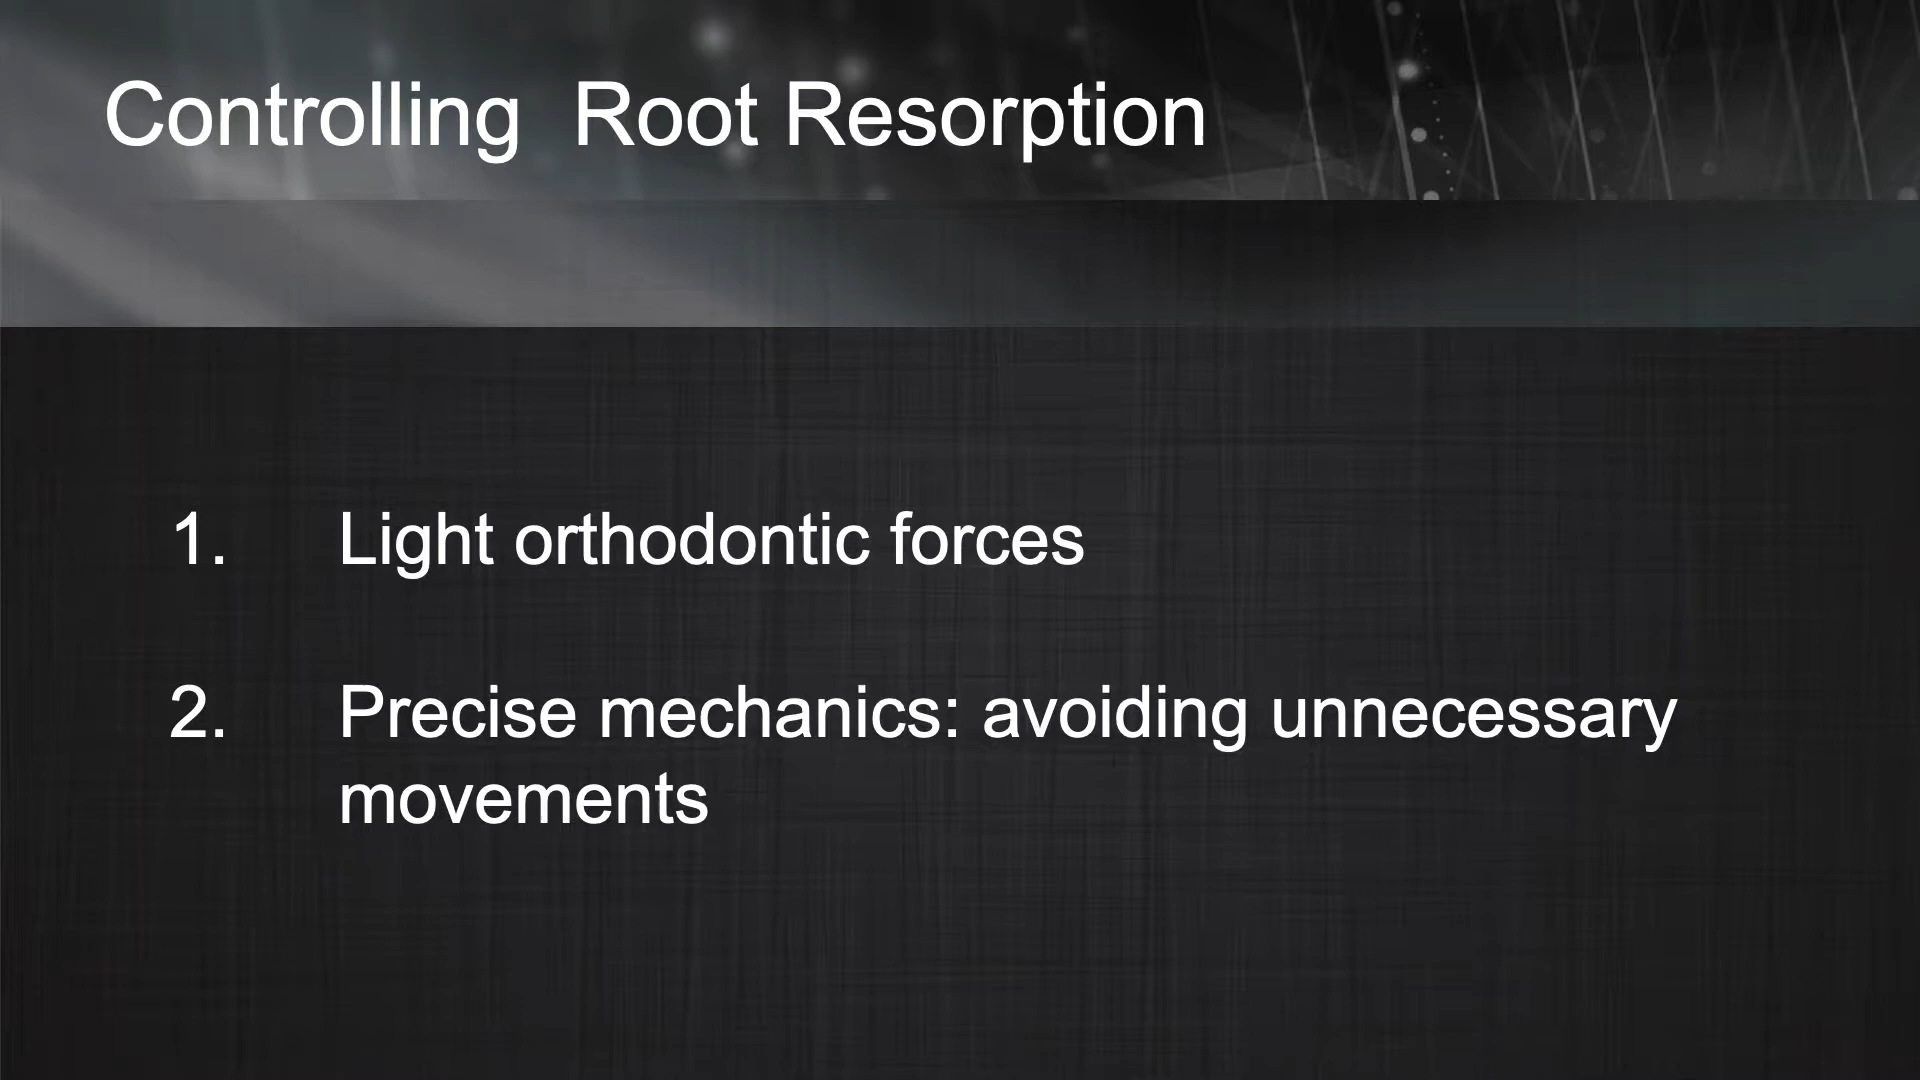 Controlling  Root Resorption
1. Light orthodontic forces
2. Precise mechanics: avoiding unnecessary
movements